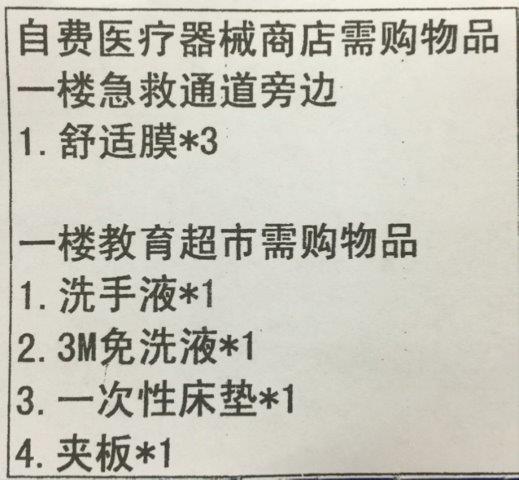 自费医疗器械商店需购物品
一楼急救通道旁边
1. 舒适膜*3
一楼教育超市需购物品
1. 洗手液*1
2. 3M免洗液*1
3. 一次性床垫*1
4. 夹板*1